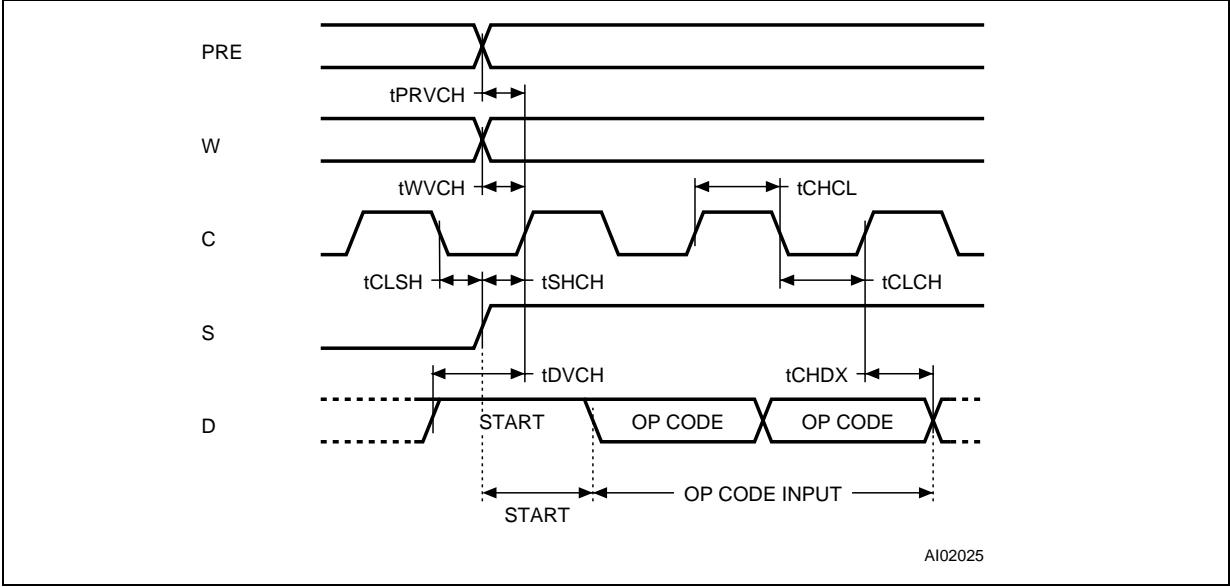 PRE
tPRVCH
W
tWVCH
tCHCL
C
tCLSH
tSHCH
tCLCH
S
tDVCH
tCHDX
D
START
OP CODE
OP CODE
OP CODE INPUT
START
AI02025